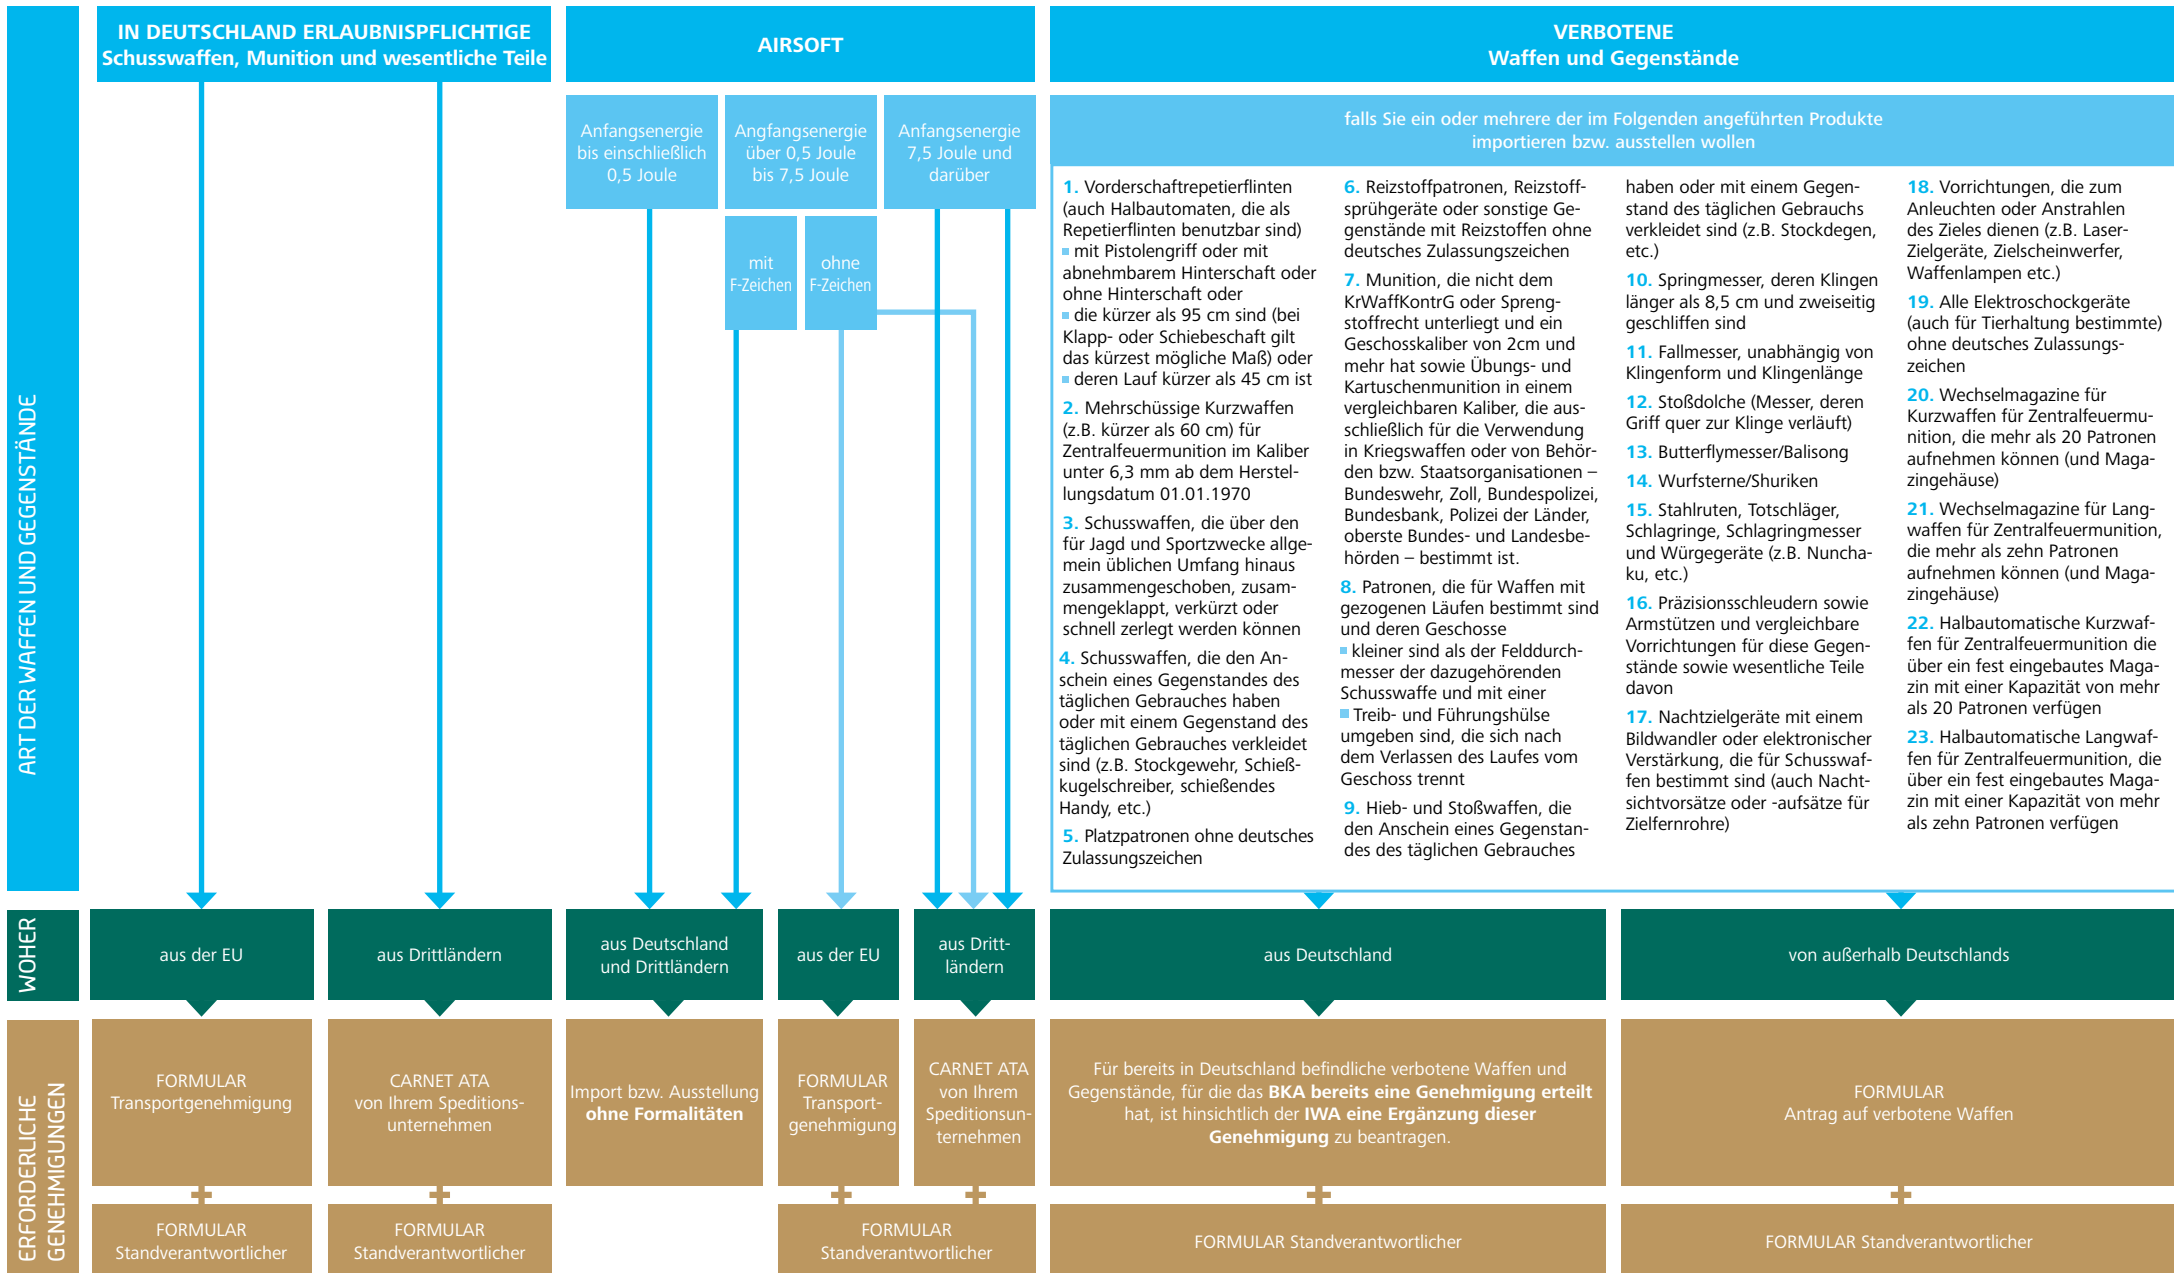 ART DER WAFFEN UND GEGENSTÄNDE
IN DEUTSCHLAND ERLAUBNISPFLICHTIGE
Schusswaffen, Munition und wesentliche Teile
AIRSOFT
Anfangsenergie
bis einschließlich
0,5 Joule
Angfangsenergie
über 0,5 Joule
bis 7,5 Joule
Anfangsenergie
7,5 Joule und
darüber
mit
F-Zeichen
ohne
F-Zeichen
VERBOTENE
Waffen und Gegenstände
falls Sie ein oder mehrere der im Folgenden angeführten Produkte
importieren bzw. ausstellen wollen
1. Vorderschaftrepetierflinten
(auch Halbautomaten, die als
Repetierflinten benutzbar sind)
mit Pistolengriff oder mit
abnehmbarem Hinterschaft oder
ohne Hinterschaft oder
die kürzer als 95 cm sind (bei
Klapp- oder Schiebeschaft gilt
das kürzest mögliche Maß) oder
deren Lauf kürzer als 45 cm ist
2. Mehrschüssige Kurzwaffen
(z.B. kürzer als 60 cm) für
Zentralfeuermunition im Kaliber
unter 6,3 mm ab dem Herstel-
lungsdatum 01.01.1970
3. Schusswaffen, die über den
für Jagd und Sportzwecke allge-
mein üblichen Umfang hinaus
zusammengeschoben, zusam-
mengeklappt, verkürzt oder
schnell zerlegt werden können
4. Schusswaffen, die den An-
schein eines Gegenstandes des
täglichen Gebrauches haben
oder mit einem Gegenstand des
täglichen Gebrauches verkleidet
sind (z.B. Stockgewehr, Schieß-
kugelschreiber, schießendes
Handy, etc.)
5. Platzpatronen ohne deutsches
Zulassungszeichen
6. Reizstoffpatronen, Reizstoff-
sprühgeräte oder sonstige Ge-
genstände mit Reizstoffen ohne
deutsches Zulassungszeichen
7. Munition, die nicht dem
KrWaffKontrG oder Spreng-
stoffrecht unterliegt und ein
Geschosskaliber von 2cm und
mehr hat sowie Übungs- und
Kartuschenmunition in einem
vergleichbaren Kaliber, die aus-
schließlich für die Verwendung
in Kriegswaffen oder von Behör-
den bzw. Staatsorganisationen –
Bundeswehr, Zoll, Bundespolizei,
Bundesbank, Polizei der Länder,
oberste Bundes- und Landesbe-
hörden – bestimmt ist.
8. Patronen, die für Waffen mit
gezogenen Läufen bestimmt sind
und deren Geschosse
kleiner sind als der Felddurch-
messer der dazugehörenden
Schusswaffe und mit einer
Treib- und Führungshülse
umgeben sind, die sich nach
dem Verlassen des Laufes vom
Geschoss trennt
9. Hieb- und Stoßwaffen, die
den Anschein eines Gegenstan-
des des täglichen Gebrauches
haben oder mit einem Gegen-
stand des täglichen Gebrauchs
verkleidet sind (z.B. Stockdegen,
etc.)
10. Springmesser, deren Klingen
länger als 8,5 cm und zweiseitig
geschliffen sind
11. Fallmesser, unabhängig von
Klingenform und Klingenlänge
12. Stoßdolche (Messer, deren
Griff quer zur Klinge verläuft)
13. Butterflymesser/Balisong
14. Wurfsterne/Shuriken
15. Stahlruten, Totschläger,
Schlagringe, Schlagringmesser
und Würgegeräte (z.B. Nuncha-
ku, etc.)
16. Präzisionsschleudern sowie
Armstützen und vergleichbare
Vorrichtungen für diese Gegen-
stände sowie wesentliche Teile
davon
17. Nachtzielgeräte mit einem
Bildwandler oder elektronischer
Verstärkung, die für Schusswaf-
fen bestimmt sind (auch Nacht-
sichtvorsätze oder -aufsätze für
Zielfernrohre)
18. Vorrichtungen, die zum
Anleuchten oder Anstrahlen
des Zieles dienen (z.B. Laser-
Zielgeräte, Zielscheinwerfer,
Waffenlampen etc.)
19. Alle Elektroschockgeräte
(auch für Tierhaltung bestimmte)
ohne deutsches Zulassungs-
zeichen
20. Wechselmagazine für
Kurzwaffen für Zentralfeuermu-
nition, die mehr als 20 Patronen
aufnehmen können (und Maga-
zingehäuse)
21. Wechselmagazine für Lang-
waffen für Zentralfeuermunition,
die mehr als zehn Patronen
aufnehmen können (und Maga-
zingehäuse)
22. Halbautomatische Kurzwaf-
fen für Zentralfeuermunition die
über ein fest eingebautes Maga-
zin mit einer Kapazität von mehr
als 20 Patronen verfügen
23. Halbautomatische Langwaf-
fen für Zentralfeuermunition, die
über ein fest eingebautes Maga-
zin mit einer Kapazität von mehr
als zehn Patronen verfügen
WOHER
aus der EU
aus Drittländern
aus Deutschland
und Drittländern
aus der EU
aus Dritt-
ländern
aus Deutschland
von außerhalb Deutschlands
ERFORDERLICHE
GENEHMIGUNGEN
FORMULAR
Transportgenehmigung
CARNET ATA
von Ihrem Speditions-
unternehmen
Import bzw. Ausstellung
ohne Formalitäten
FORMULAR
Transport-
genehmigung
CARNET ATA
von Ihrem
Speditionsun-
ternehmen
Für bereits in Deutschland befindliche verbotene Waffen und
Gegenstände, für die das BKA bereits eine Genehmigung erteilt
hat, ist hinsichtlich der IWA eine Ergänzung dieser
Genehmigung zu beantragen.
FORMULAR
Antrag auf verbotene Waffen
FORMULAR
Standverantwortlicher
FORMULAR
Standverantwortlicher
FORMULAR
Standverantwortlicher
FORMULAR Standverantwortlicher
FORMULAR Standverantwortlicher